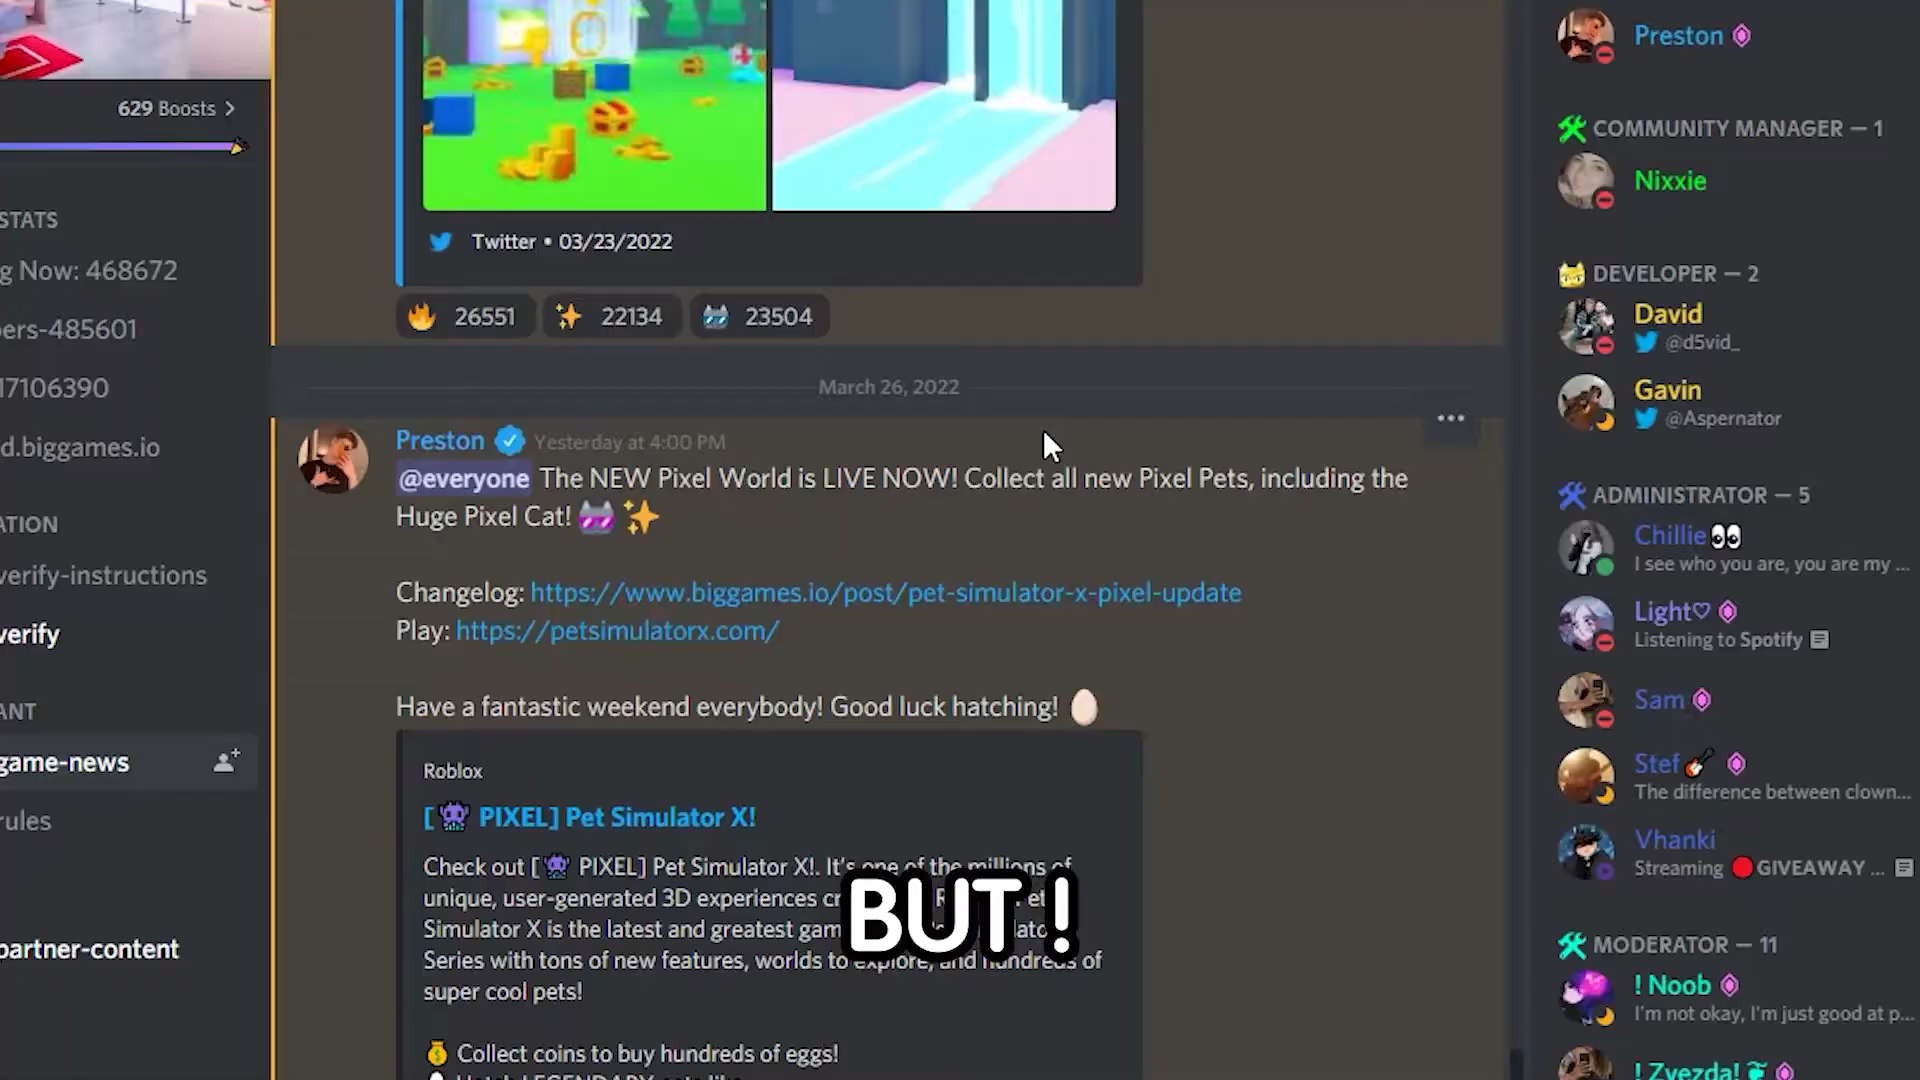 629 Boosts
STATS
g Now: 468672
bers-485601
17106390
d.biggames.io
ATION
verify-instructions
verify
ANT
game-news
rules
partner-content
Twitter • 03/23/2022
26551 22134 23504
March 26, 2022
Preston Yesterday at 4:00 PM
@everyone The NEW Pixel World is LIVE NOW! Collect all new Pixel Pets, including the
Huge Pixel Cat!
Changelog: https://www.biggames.io/post/pet-simulator-x-pixel-update
Play: https://petsimulatorx.com/
Have a fantastic weekend everybody! Good luck hatching!
Roblox
[ PIXEL] Pet Simulator X!
Check out [ PIXEL] Pet Simulator X!. It's one of the millions of
unique, user-generated 3D experiences
Simulator X is the latest and greatest
Series with tons of new features, worlds to explore, and hundreds of
super cool pets!
Collect coins to buy hundreds of eggs!
BUT !
Preston
COMMUNITY MANAGER — 1
Nixxie
DEVELOPER — 2
David
@d5vid_
Gavin
@Aspernator
ADMINISTRATOR — 5
Chillie
I see who you are, you are my ...
Light♡
Listening to Spotify
Sam
Stef
The difference between clown...
Vhanki
Streaming GIVEAWAY ...
MODERATOR — 11
! Noob
I'm not okay, I'm just good at p...
! Zvezda!